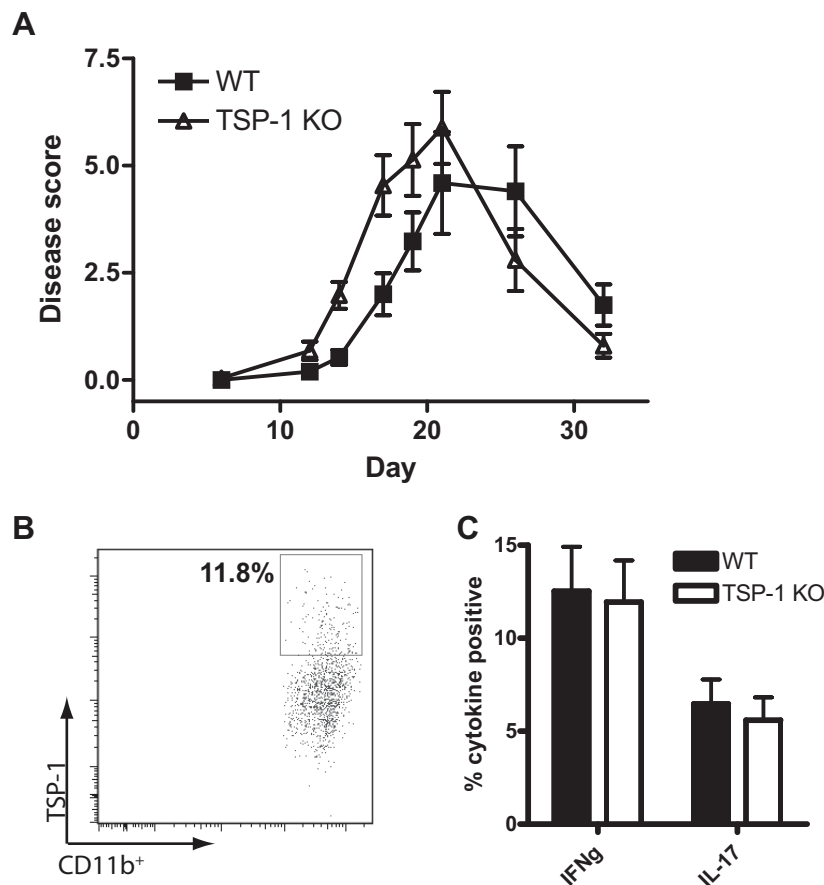 A
7.5
WT
TSP-1 KO
5.0
2.5
0.0
Disease score
0 10 20 30
Day
B
11.8%
TSP-1
CD11b+
C
15
WT
TSP-1 KO
10
5
0
% cytokine positive
IFNg IL-17